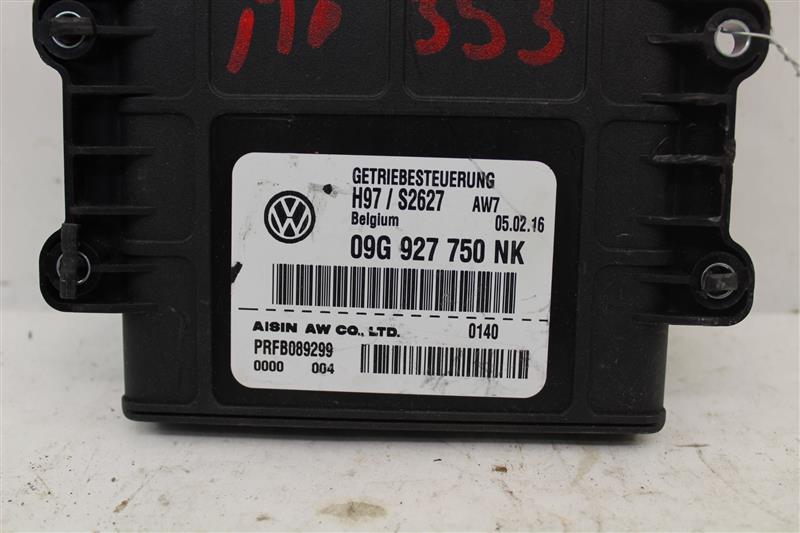 353
GETRIEBESTEUERUNG
H97 / S2627 AW7
Belgium 05.02.16
09G 927 750 NK
AISIN AW CO., LTD. 0140
PRFB089299
0000 004